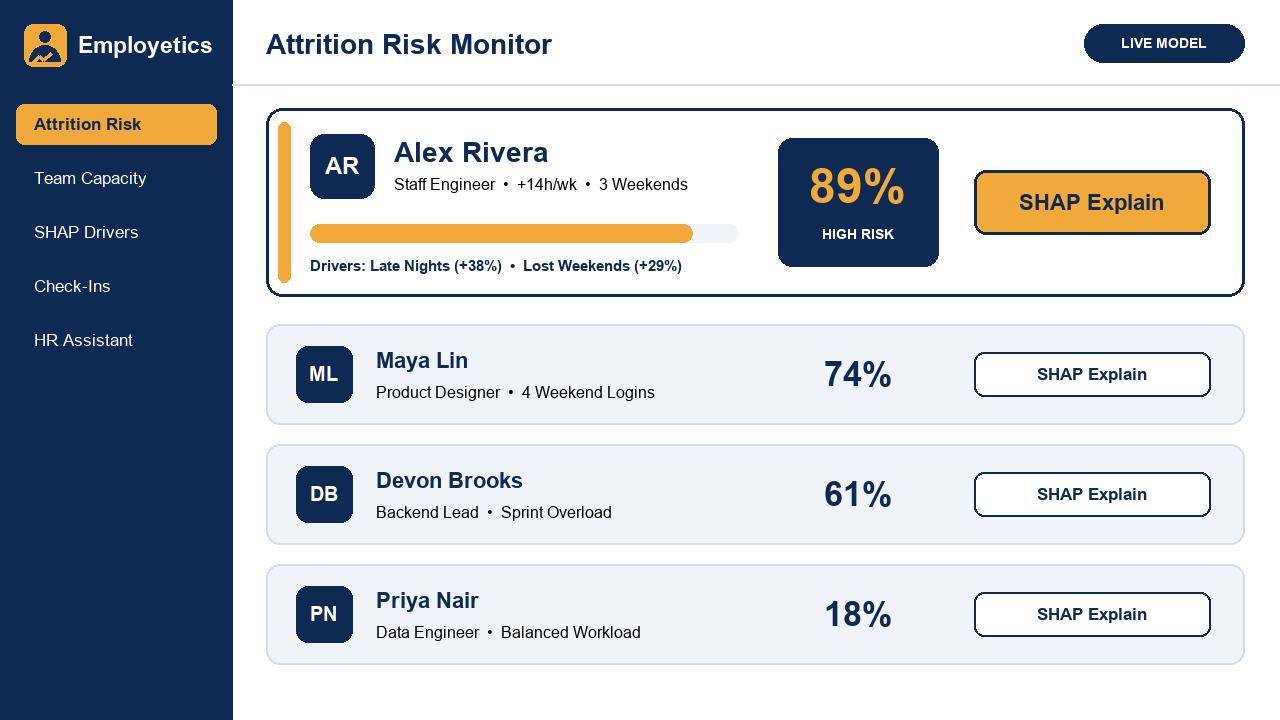 Employetics
Attrition Risk
Team Capacity
SHAP Drivers
Check-Ins
HR Assistant
Attrition Risk Monitor
LIVE MODEL
AR
Alex Rivera
Staff Engineer • +14h/wk • 3 Weekends
Drivers: Late Nights (+38%) • Lost Weekends (+29%)
89%
HIGH RISK
SHAP Explain
ML
Maya Lin
Product Designer • 4 Weekend Logins
74%
SHAP Explain
DB
Devon Brooks
Backend Lead • Sprint Overload
61%
SHAP Explain
PN
Priya Nair
Data Engineer • Balanced Workload
18%
SHAP Explain